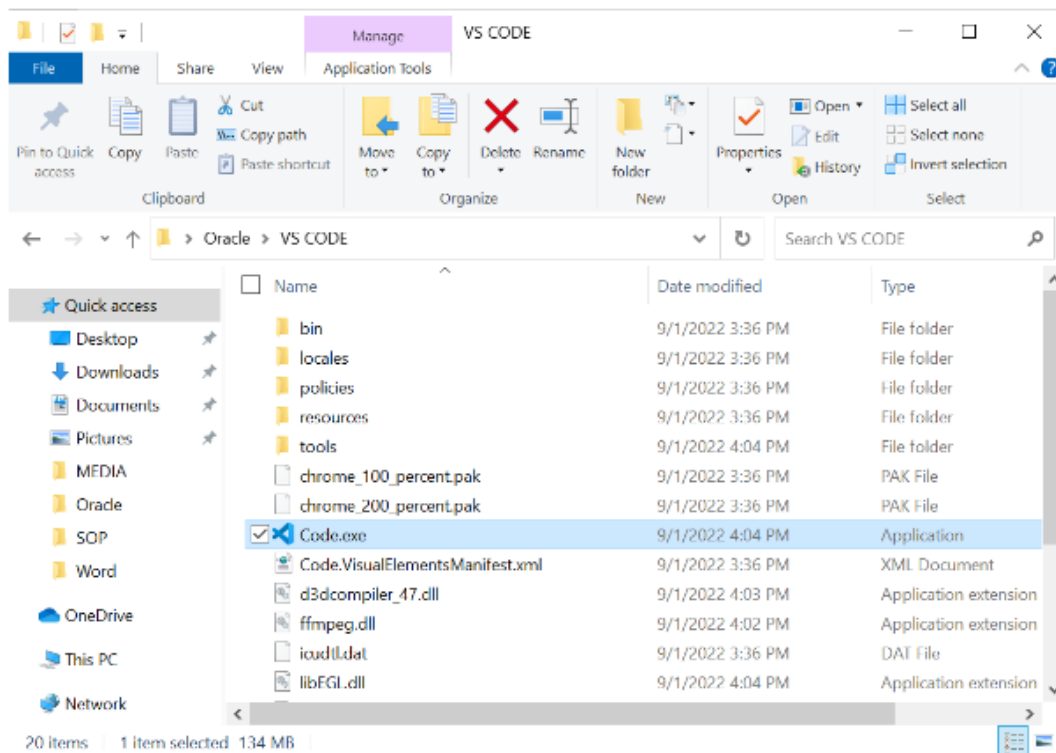 Manage VS CODE
File Home Share View Application Tools
Pin to Quick access
Copy
Paste
Cut
Copy path
Paste shortcut
Move to
Copy to
Delete
Rename
New folder
Properties
Open
Edit
History
Select all
Select none
Invert selection
Clipboard Organize New Open Select
Oracle > VS CODE
Search VS CODE
Name Date modified Type
Quick access
Desktop
Downloads
Documents
Pictures
MEDIA
Oracle
SOP
Word
OneDrive
This PC
Network
bin 9/1/2022 3:36 PM File folder
locales 9/1/2022 3:36 PM File folder
policies 9/1/2022 3:36 PM File folder
resources 9/1/2022 3:36 PM File folder
tools 9/1/2022 4:04 PM File folder
chrome_100_percent.pak 9/1/2022 3:36 PM PAK File
chrome_200_percent.pak 9/1/2022 3:36 PM PAK File
Code.exe 9/1/2022 4:04 PM Application
Code.VisualElementsManifest.xml 9/1/2022 3:36 PM XML Document
d3dcompiler_47.dll 9/1/2022 4:03 PM Application extension
ffmpeg.dll 9/1/2022 4:02 PM Application extension
icudtl.dat 9/1/2022 3:36 PM DAT File
libEGL.dll 9/1/2022 4:04 PM Application extension
20 items 1 item selected 134 MB